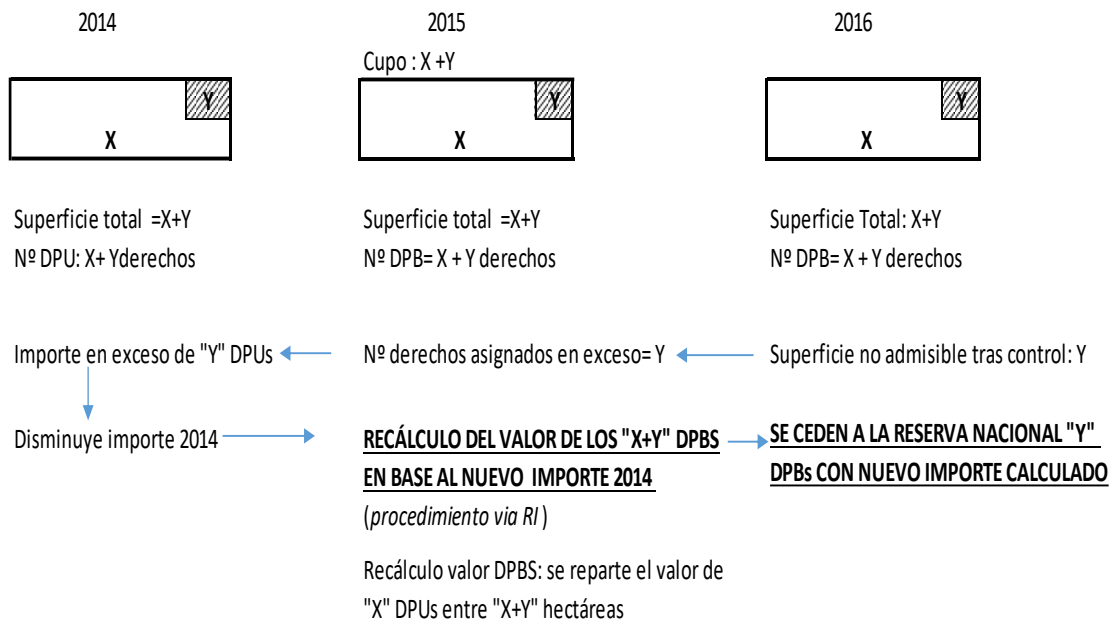 2014
2015
2016
Cupo : X +Y
Y
X
Y
X
Y
X
Superficie total =X+Y
Nº DPU: X+ Yderechos
Superficie total =X+Y
Nº DPB= X + Y derechos
Superficie Total: X+Y
Nº DPB= X + Y derechos
Importe en exceso de "Y" DPUs
Nº derechos asignados en exceso= Y
Superficie no admisible tras control: Y
Disminuye importe 2014
RECÁLCULO DEL VALOR DE LOS "X+Y" DPBS
EN BASE AL NUEVO IMPORTE 2014
(procedimiento via RI )
SE CEDEN A LA RESERVA NACIONAL "Y"
DPBs CON NUEVO IMPORTE CALCULADO
Recálculo valor DPBS: se reparte el valor de
"X" DPUs entre "X+Y" hectáreas